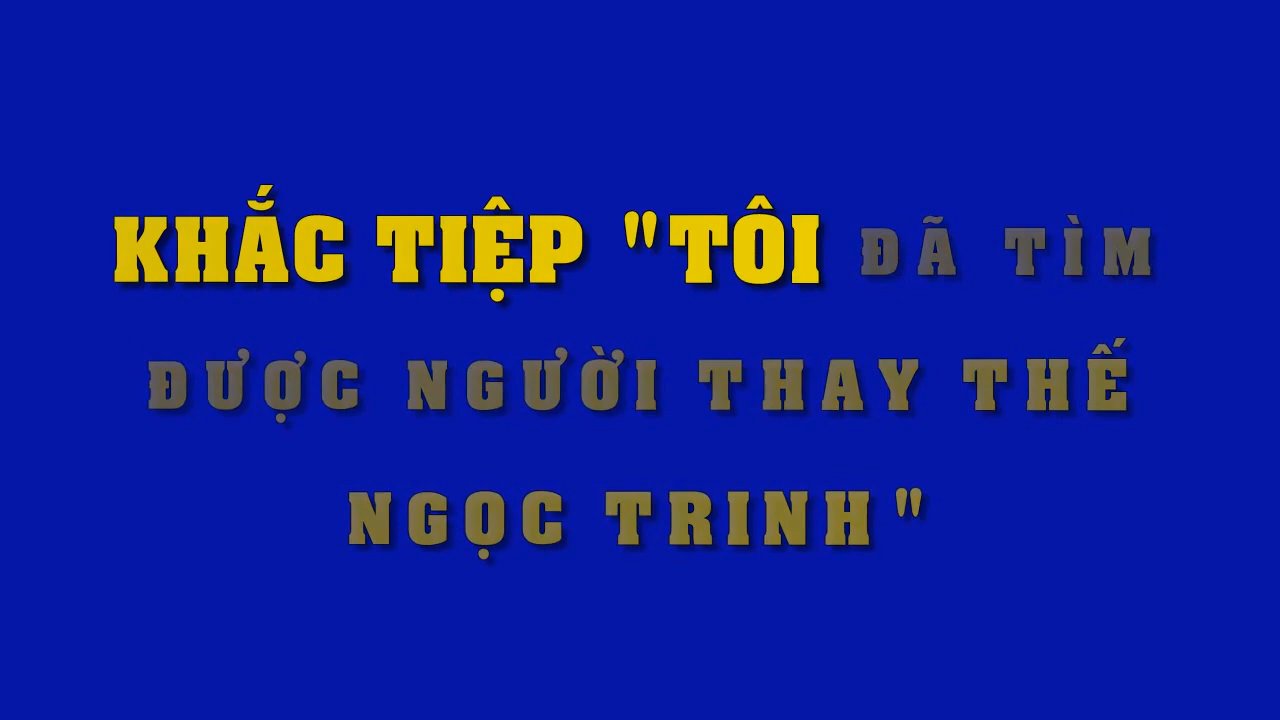 KHẮC TIỆP "TÔI ĐÃ TÌM
ĐƯỢC NGƯỜI THAY THẾ
NGỌC TRINH"